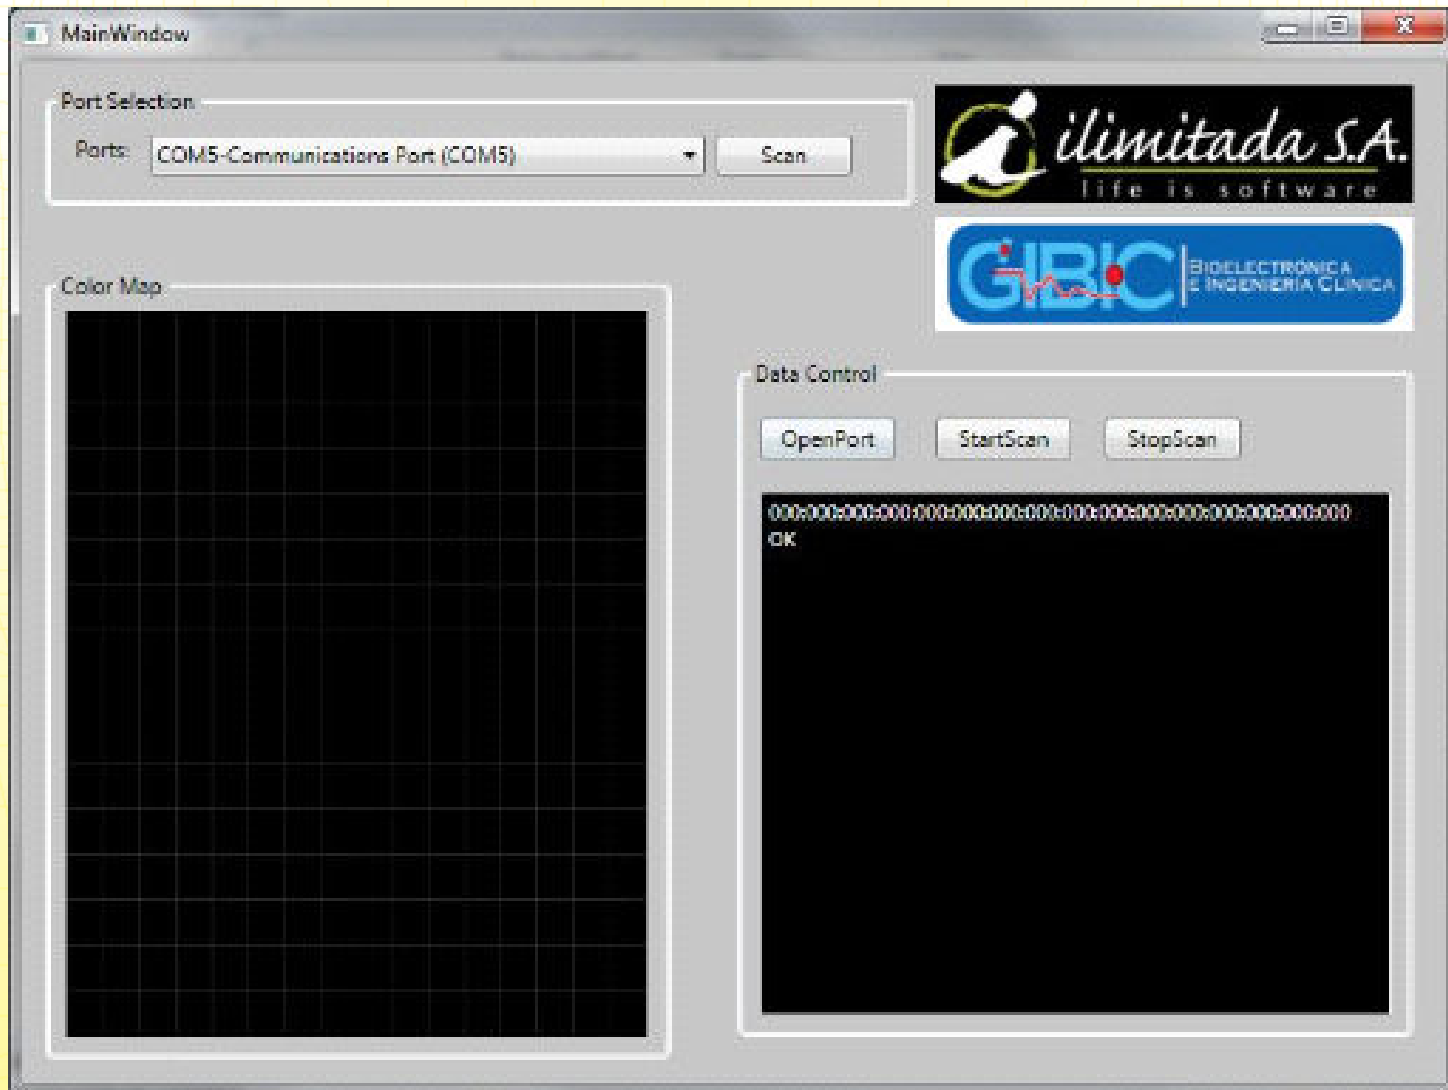 MainWindow
Port Selection
Ports: COM5-Communications Port (COM5) Scan
ilimitada S.A.
life is software
GIBIC BIOELECTRÓNICA
E INGENIERÍA CLÍNICA
Color Map
Data Control
OpenPort StartScan StopScan
000:000:000:000:000:000:000:000:000:000:000:000:000:000:000:000
OK